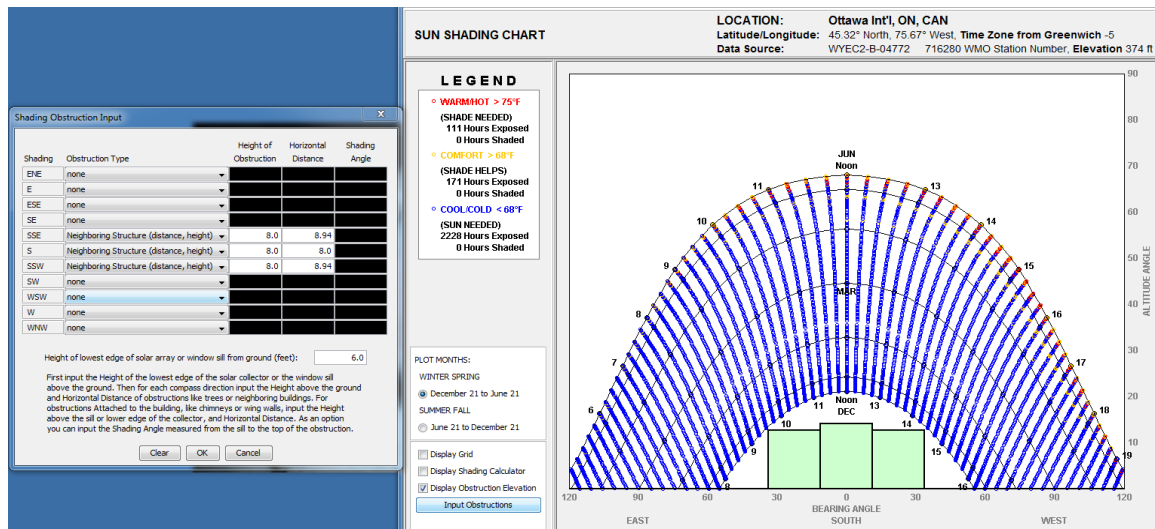 Shading Obstruction Input
x
Height of Horizontal Shading
Shading Obstruction Type Obstruction Distance Angle
ENE none
E none
ESE none
SE none
SSE Neighboring Structure (distance, height) 8.0 8.94
S Neighboring Structure (distance, height) 8.0 8.0
SSW Neighboring Structure (distance, height) 8.0 8.94
SW none
WSW none
W none
WNW none
Height of lowest edge of solar array or window sill from ground (feet): 6.0
First input the Height of the lowest edge of the solar collector or the window sill
above the ground. Then for each compass direction input the Height above the ground
and Horizontal Distance of obstructions like trees or neighboring buildings. For
obstructions Attached to the building, like chimneys or wing walls, input the Height
above the sill or lower edge of the collector, and Horizontal Distance. As an option
you can input the Shading Angle measured from the sill to the top of the obstruction.
Clear OK Cancel
SUN SHADING CHART
LOCATION: Ottawa Int'l, ON, CAN
Latitude/Longitude: 45.32° North, 75.67° West, Time Zone from Greenwich -5
Data Source: WYEC2-B-04772 716280 WMO Station Number, Elevation 374 ft
LEGEND
WARM/HOT > 75°F
(SHADE NEEDED)
111 Hours Exposed
0 Hours Shaded
COMFORT > 68°F
(SHADE HELPS)
171 Hours Exposed
0 Hours Shaded
COOL/COLD < 68°F
(SUN NEEDED)
2228 Hours Exposed
0 Hours Shaded
PLOT MONTHS:
WINTER SPRING
December 21 to June 21
SUMMER FALL
June 21 to December 21
Display Grid
Display Shading Calculator
Display Obstruction Elevation
Input Obstructions
90
80
70
60
50
40
30
20
10
ALTITUDE ANGLE
JUN
Noon
11 13
10 14
9 15
8 16
7 17
6 18
19
MAR
Noon
DEC
11 13
10 14
9 15
8 16
120 90 60 30 0 30 60 90 120
BEARING ANGLE
EAST SOUTH WEST